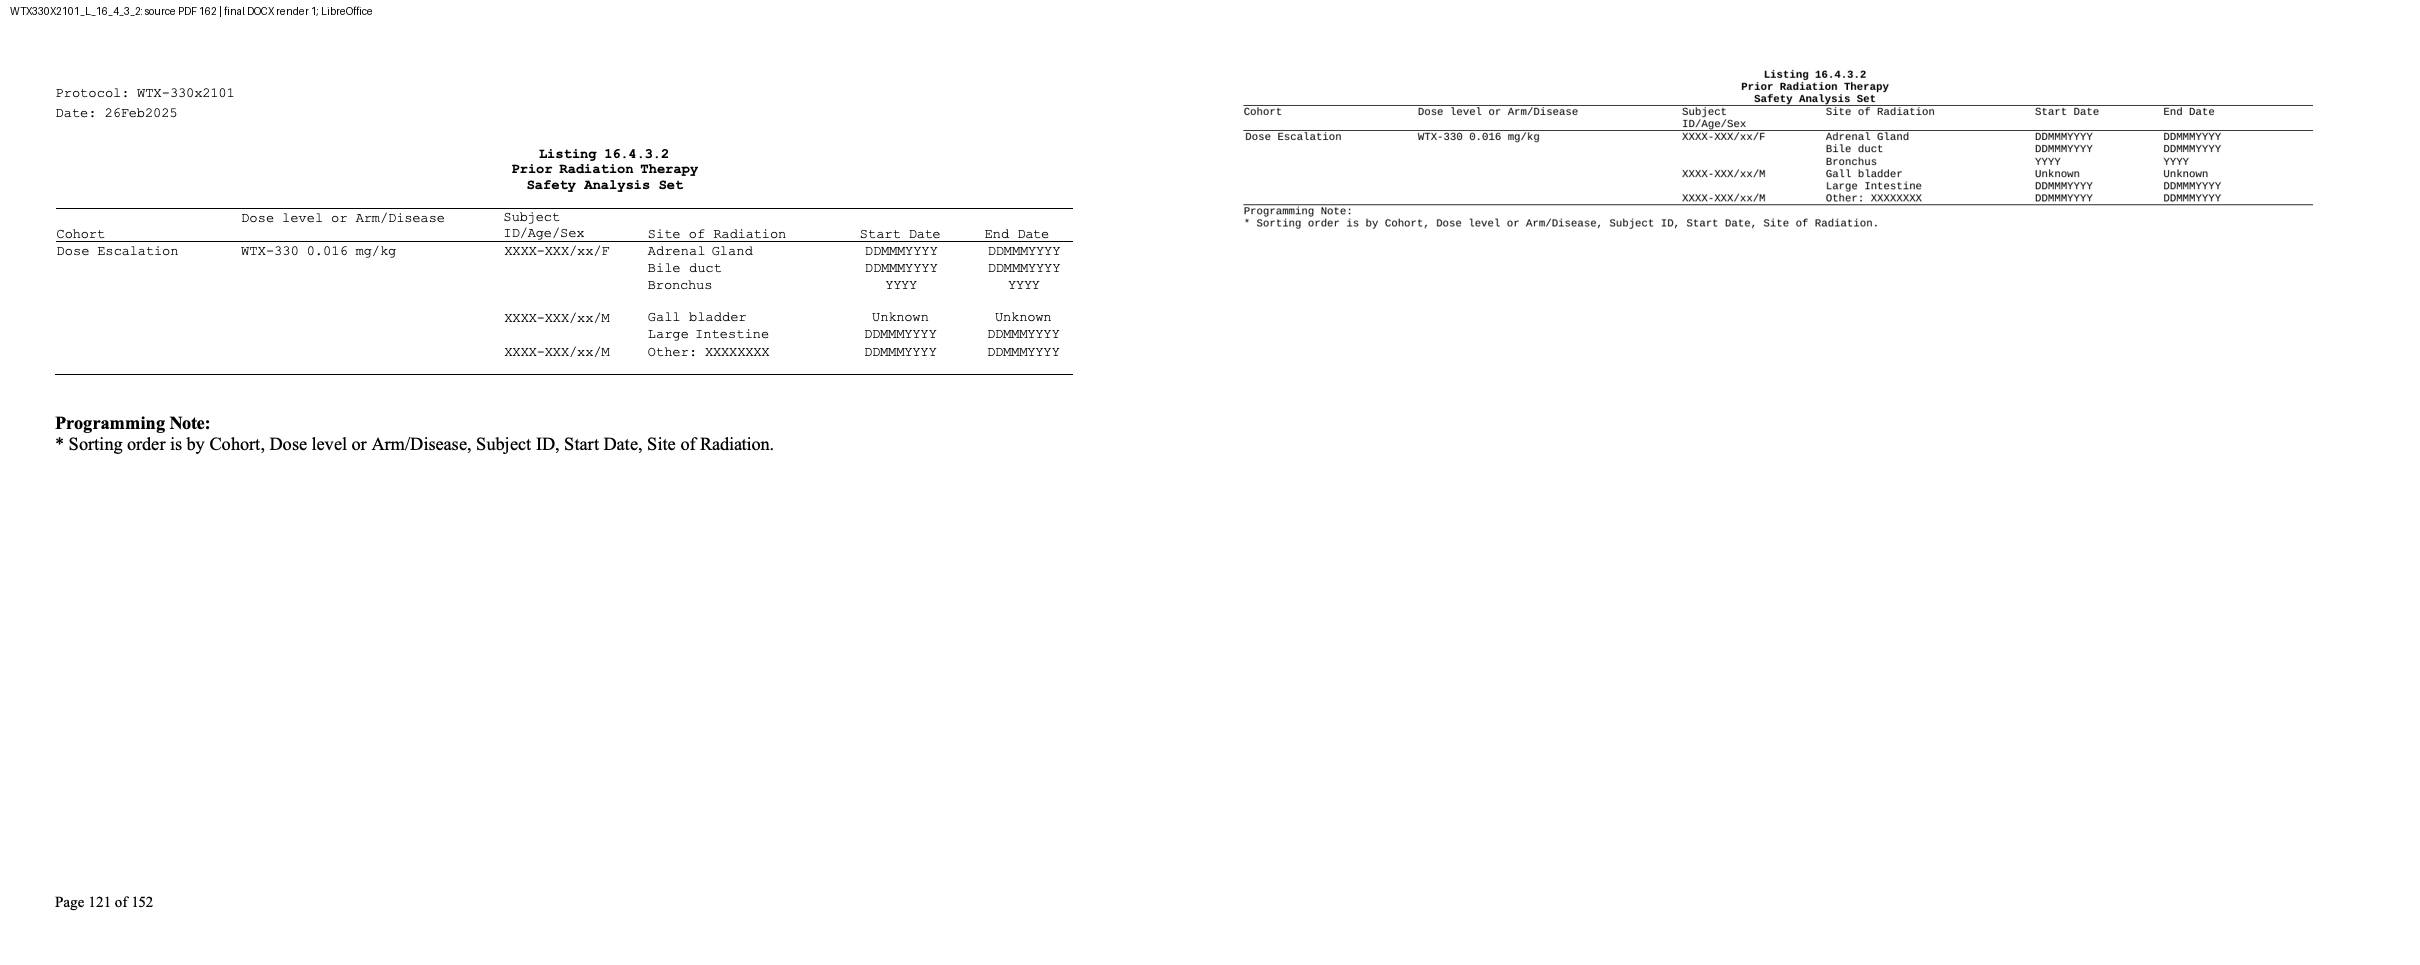 WTX330X2101_L_16_4_3_2: source PDF 162 | final DOCX render 1; LibreOffice
Protocol: WTX-330x2101
Date: 26Feb2025
Listing 16.4.3.2
Prior Radiation Therapy
Safety Analysis Set
Cohort Dose level or Arm/Disease Subject ID/Age/Sex Site of Radiation Start Date End Date
Dose Escalation WTX-330 0.016 mg/kg XXXX-XXX/xx/F Adrenal Gland DDMMMYYYY DDMMMYYYY
Bile duct DDMMMYYYY DDMMMYYYY
Bronchus YYYY YYYY
XXXX-XXX/xx/M Gall bladder Unknown Unknown
Large Intestine DDMMMYYYY DDMMMYYYY
XXXX-XXX/xx/M Other: XXXXXXXX DDMMMYYYY DDMMMYYYY
Programming Note:
* Sorting order is by Cohort, Dose level or Arm/Disease, Subject ID, Start Date, Site of Radiation.
Page 121 of 152
Listing 16.4.3.2
Prior Radiation Therapy
Safety Analysis Set
Cohort Dose level or Arm/Disease Subject Site of Radiation Start Date End Date
ID/Age/Sex
Dose Escalation WTX-330 0.016 mg/kg XXXX-XXX/xx/F Adrenal Gland DDMMMYYYY DDMMMYYYY
Bile duct DDMMMYYYY DDMMMYYYY
Bronchus YYYY YYYY
XXXX-XXX/xx/M Gall bladder Unknown Unknown
Large Intestine DDMMMYYYY DDMMMYYYY
XXXX-XXX/xx/M Other: XXXXXXXX DDMMMYYYY DDMMMYYYY
Programming Note:
* Sorting order is by Cohort, Dose level or Arm/Disease, Subject ID, Start Date, Site of Radiation.